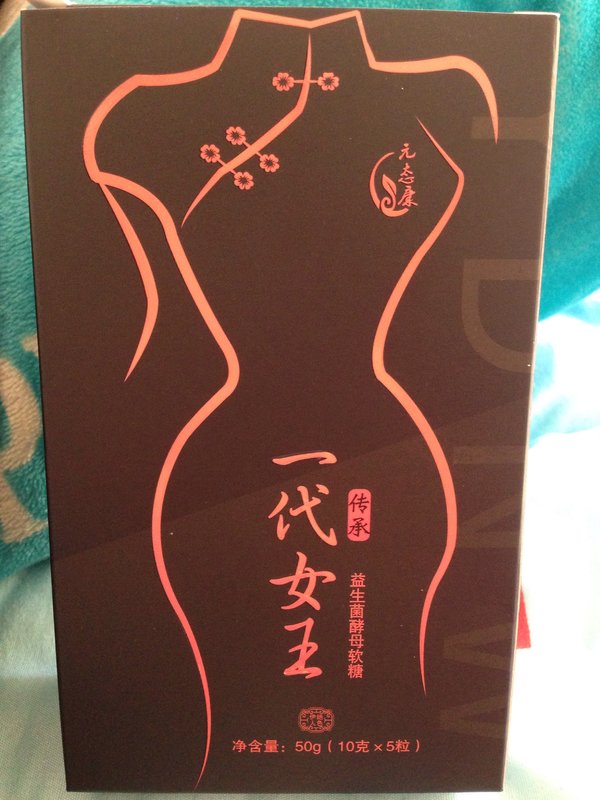 元态康
一代女王
传承
益生菌酵母软糖
净含量：50g（10克×5粒）